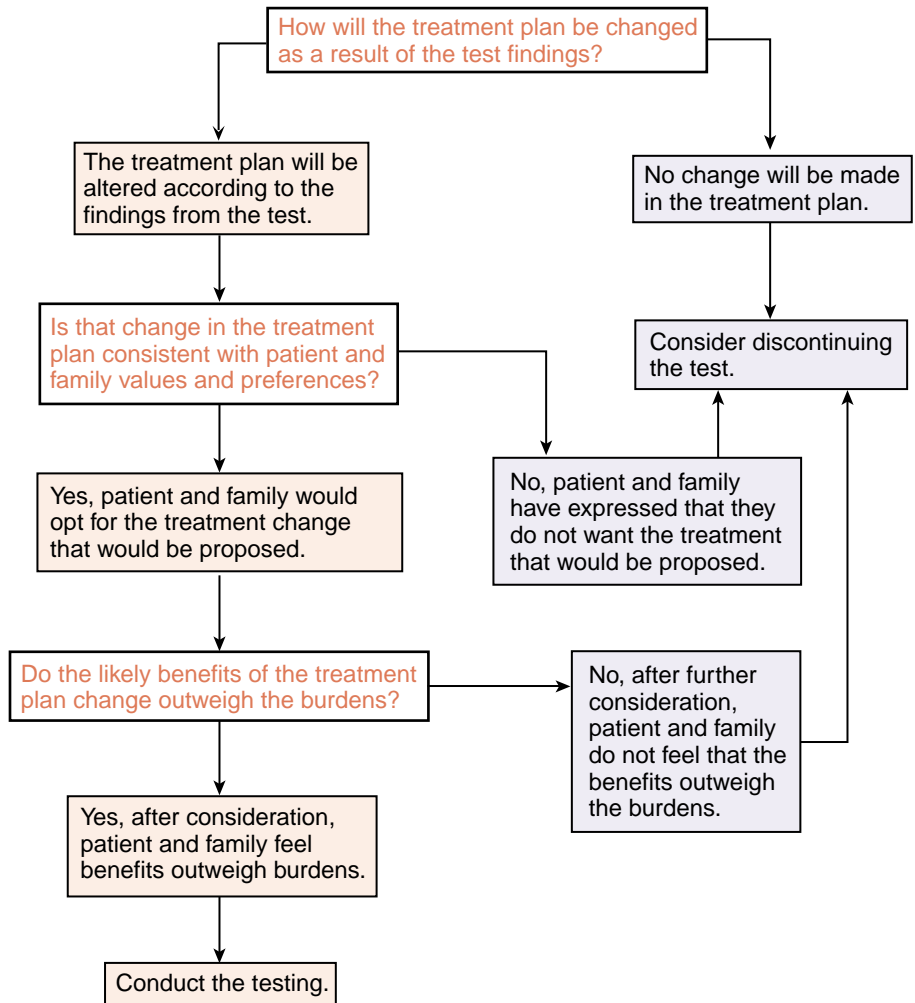 How will the treatment plan be changed
as a result of the test findings?
The treatment plan will be
altered according to the
findings from the test.
No change will be made
in the treatment plan.
Is that change in the treatment
plan consistent with patient and
family values and preferences?
Consider discontinuing
the test.
Yes, patient and family would
opt for the treatment change
that would be proposed.
No, patient and family
have expressed that they
do not want the treatment
that would be proposed.
Do the likely benefits of the treatment
plan change outweigh the burdens?
No, after further
consideration,
patient and family
do not feel that the
benefits outweigh
the burdens.
Yes, after consideration,
patient and family feel
benefits outweigh burdens.
Conduct the testing.